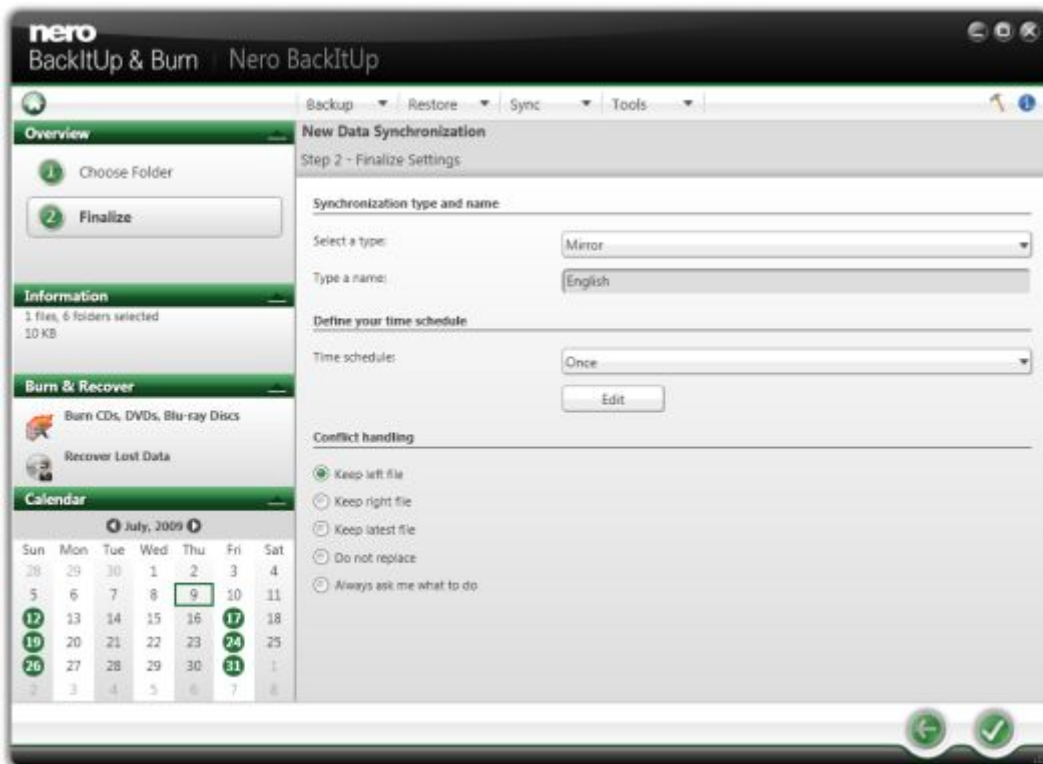 nero
BackItUp & Burn | Nero BackItUp
Backup Restore Sync Tools
Overview
1 Choose Folder
2 Finalize
Information
1 files, 6 folders selected
10 KB
Burn & Recover
Burn CDs, DVDs, Blu-ray Discs
Recover Lost Data
Calendar
July, 2009
Sun Mon Tue Wed Thu Fri Sat
28 29 30 1 2 3 4
5 6 7 8 9 10 11
12 13 14 15 16 17 18
19 20 21 22 23 24 25
26 27 28 29 30 31 1
2 3 4 5 6 7 8
New Data Synchronization
Step 2 - Finalize Settings
Synchronization type and name
Select a type: Mirror
Type a name: English
Define your time schedule
Time schedule: Once
Edit
Conflict handling
Keep left file
Keep right file
Keep latest file
Do not replace
Always ask me what to do